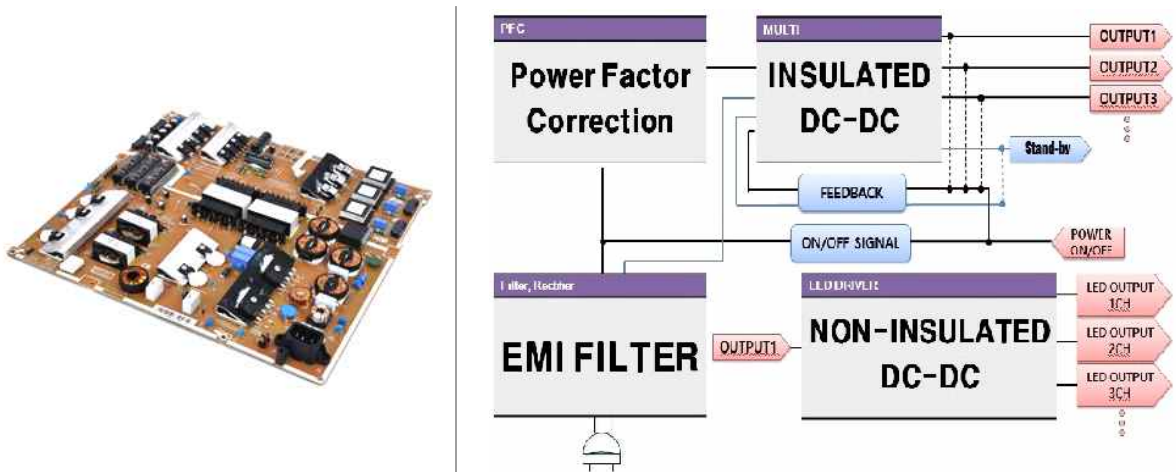 PFC
Power Factor
Correction
MULTI
INSULATED
DC-DC
OUTPUT1
OUTPUT2
OUTPUT3
Stand-by
FEEDBACK
ON/OFF SIGNAL
POWER
ON/OFF
Filter, Rectifier
EMI FILTER
OUTPUT1
LED DRIVER
NON-INSULATED
DC-DC
LED OUTPUT
1CH
LED OUTPUT
2CH
LED OUTPUT
3CH